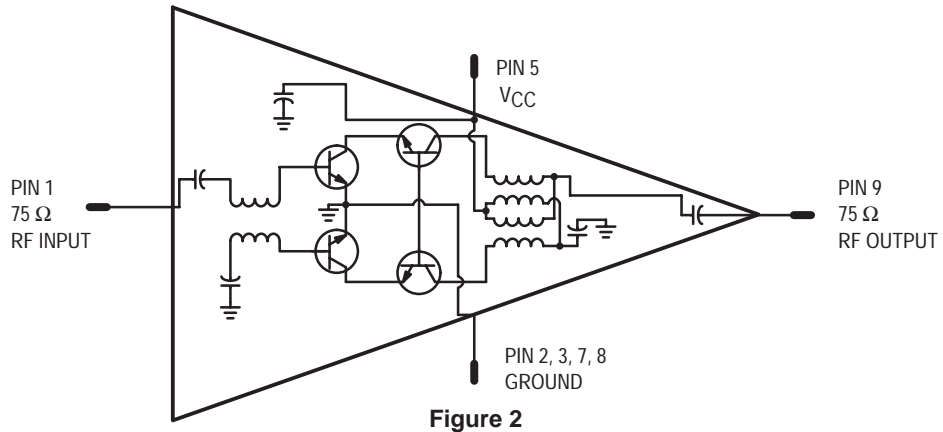 PIN 5
VCC
PIN 1
75 Ω
RF INPUT
PIN 9
75 Ω
RF OUTPUT
PIN 2, 3, 7, 8
GROUND
Figure 2